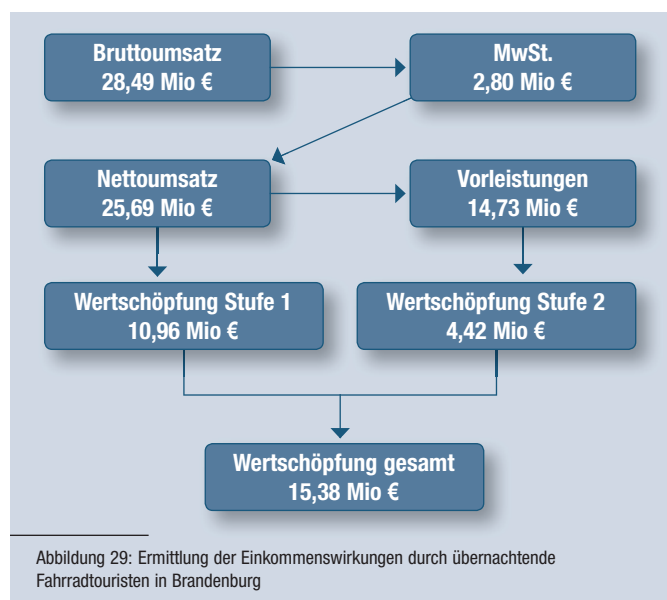 Bruttoumsatz
28,49 Mio €
MwSt.
2,80 Mio €
Nettoumsatz
25,69 Mio €
Vorleistungen
14,73 Mio €
Wertschöpfung Stufe 1
10,96 Mio €
Wertschöpfung Stufe 2
4,42 Mio €
Wertschöpfung gesamt
15,38 Mio €
Abbildung 29: Ermittlung der Einkommenswirkungen durch übernachtende
Fahrradtouristen in Brandenburg